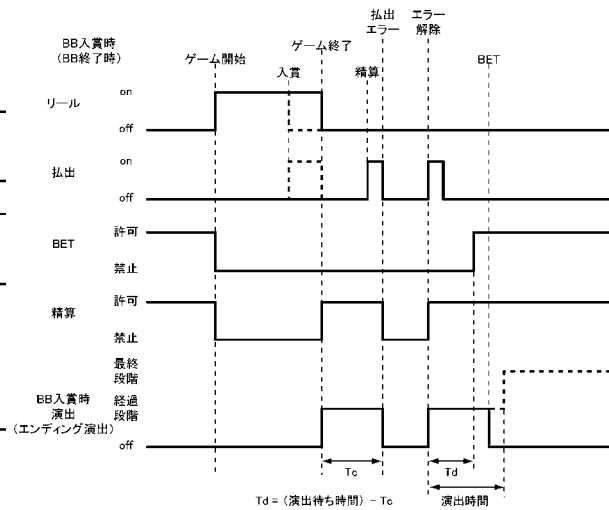 BB入賞時
(BB終了時)
ゲーム開始
入賞
ゲーム終了
精算
払出
エラー
エラー
解除
BET
リール
on
off
払出
on
off
BET
許可
禁止
精算
許可
禁止
BB入賞時
演出
(エンディング演出)
最終
段階
経過
段階
off
Tc
Td
Td = (演出待ち時間) - Tc
演出時間